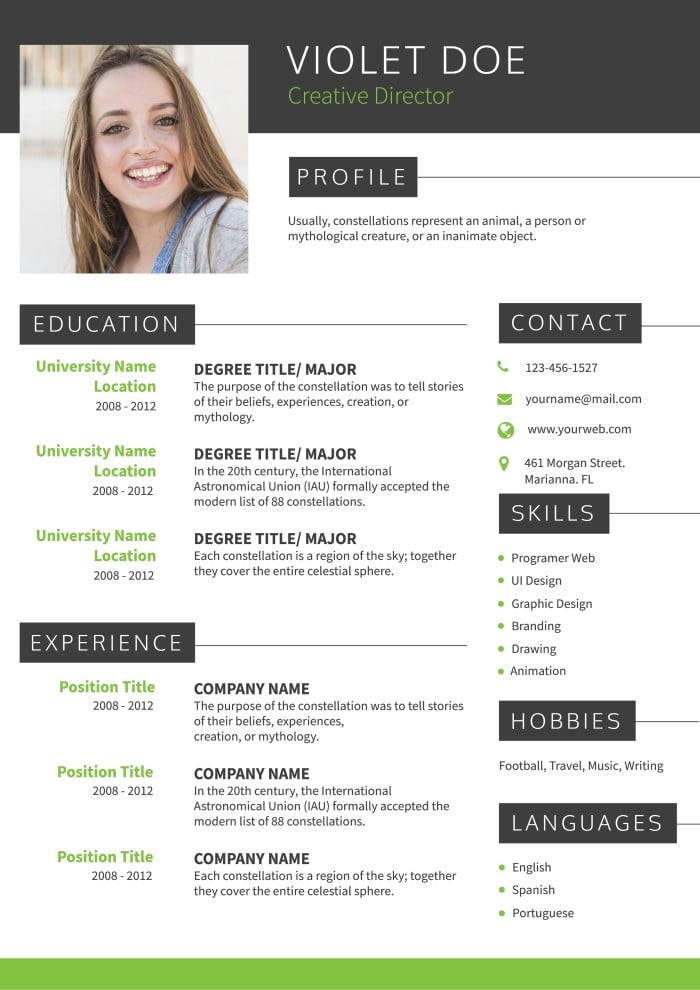 VIOLET DOE
Creative Director
PROFILE
Usually, constellations represent an animal, a person or
mythological creature, or an inanimate object.
EDUCATION
University Name
Location
2008 - 2012
DEGREE TITLE/ MAJOR
The purpose of the constellation was to tell stories
of their beliefs, experiences, creation, or
mythology.
University Name
Location
2008 - 2012
DEGREE TITLE/ MAJOR
In the 20th century, the International
Astronomical Union (IAU) formally accepted the
modern list of 88 constellations.
University Name
Location
2008 - 2012
DEGREE TITLE/ MAJOR
Each constellation is a region of the sky; together
they cover the entire celestial sphere.
EXPERIENCE
Position Title
2008 - 2012
COMPANY NAME
The purpose of the constellation was to tell stories
of their beliefs, experiences,
creation, or mythology.
Position Title
2008 - 2012
COMPANY NAME
In the 20th century, the International
Astronomical Union (IAU) formally accepted the
modern list of 88 constellations.
Position Title
2008 - 2012
COMPANY NAME
Each constellation is a region of the sky; together
they cover the entire celestial sphere.
CONTACT
123-456-1527
yourname@mail.com
www.yourweb.com
461 Morgan Street.
Marianna. FL
SKILLS
Programer Web
UI Design
Graphic Design
Branding
Drawing
Animation
HOBBIES
Football, Travel, Music, Writing
LANGUAGES
English
Spanish
Portuguese